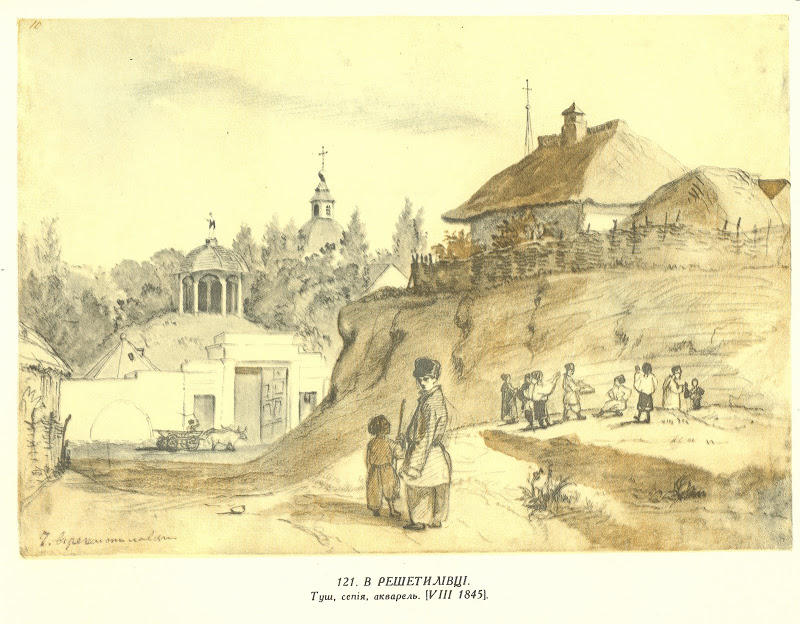 10
121. В РЕШЕТИЛІВЦІ.
Туш, сепія, акварель. [VIII 1845].